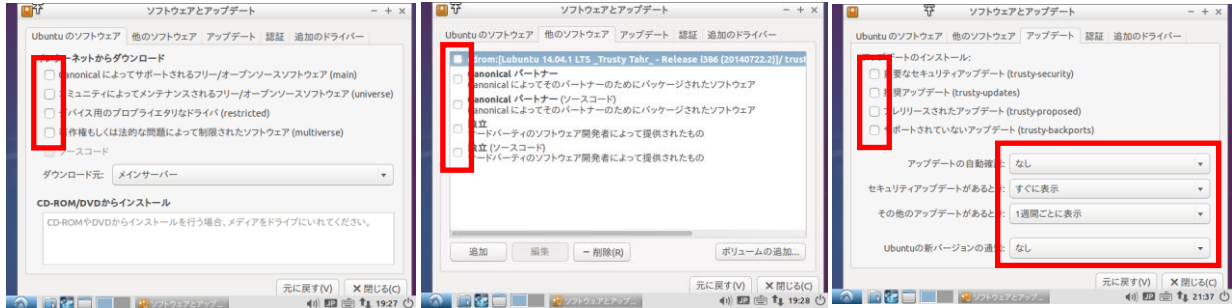 ソフトウェアとアップデート
Ubuntu のソフトウェア 他のソフトウェア アップデート 認証 追加のドライバー
ターネットからダウンロード
Canonical によってサポートされるフリー/オープンソースソフトウェア (main)
コミュニティによってメンテナンスされるフリー/オープンソースソフトウェア (universe)
デバイス用のプロプライエタリなドライバ (restricted)
著作権もしくは法的な問題によって制限されたソフトウェア (multiverse)
ソースコード
ダウンロード元: メインサーバー
CD-ROM/DVDからインストール
CD-ROMやDVDからインストールを行う場合、メディアをドライブにいれてください。
元に戻す(V) ×閉じる(C)
ソフトウェアとアップ...
JP 19:27
ソフトウェアとアップデート
Ubuntu のソフトウェア 他のソフトウェア アップデート 認証 追加のドライバー
cdrom:[Lubuntu 14.04.1 LTS _Trusty Tahr_ - Release i386 (20140722.2)]/ trust
Canonical パートナー
Canonical によってそのパートナーのためにパッケージされたソフトウェア
Canonical パートナー (ソースコード)
Canonical によってそのパートナーのためにパッケージされたソフトウェア
独立
サードパーティのソフトウェア開発者によって提供されたもの
独立 (ソースコード)
サードパーティのソフトウェア開発者によって提供されたもの
追加 編集 − 削除(R) ボリュームの追加...
元に戻す(V) ×閉じる(C)
ソフトウェアとアップ...
JP 19:28
ソフトウェアとアップデート
Ubuntu のソフトウェア 他のソフトウェア アップデート 認証 追加のドライバー
アップデートのインストール:
重要なセキュリティアップデート (trusty-security)
推奨アップデート (trusty-updates)
プレリリースされたアップデート (trusty-proposed)
サポートされていないアップデート (trusty-backports)
アップデートの自動確認: なし
セキュリティアップデートがあるとき: すぐに表示
その他のアップデートがあるとき: 1週間ごとに表示
Ubuntuの新バージョンの通知: なし
元に戻す(V) ×閉じる(C)
ソフトウェアとアップ...
JP 21:37